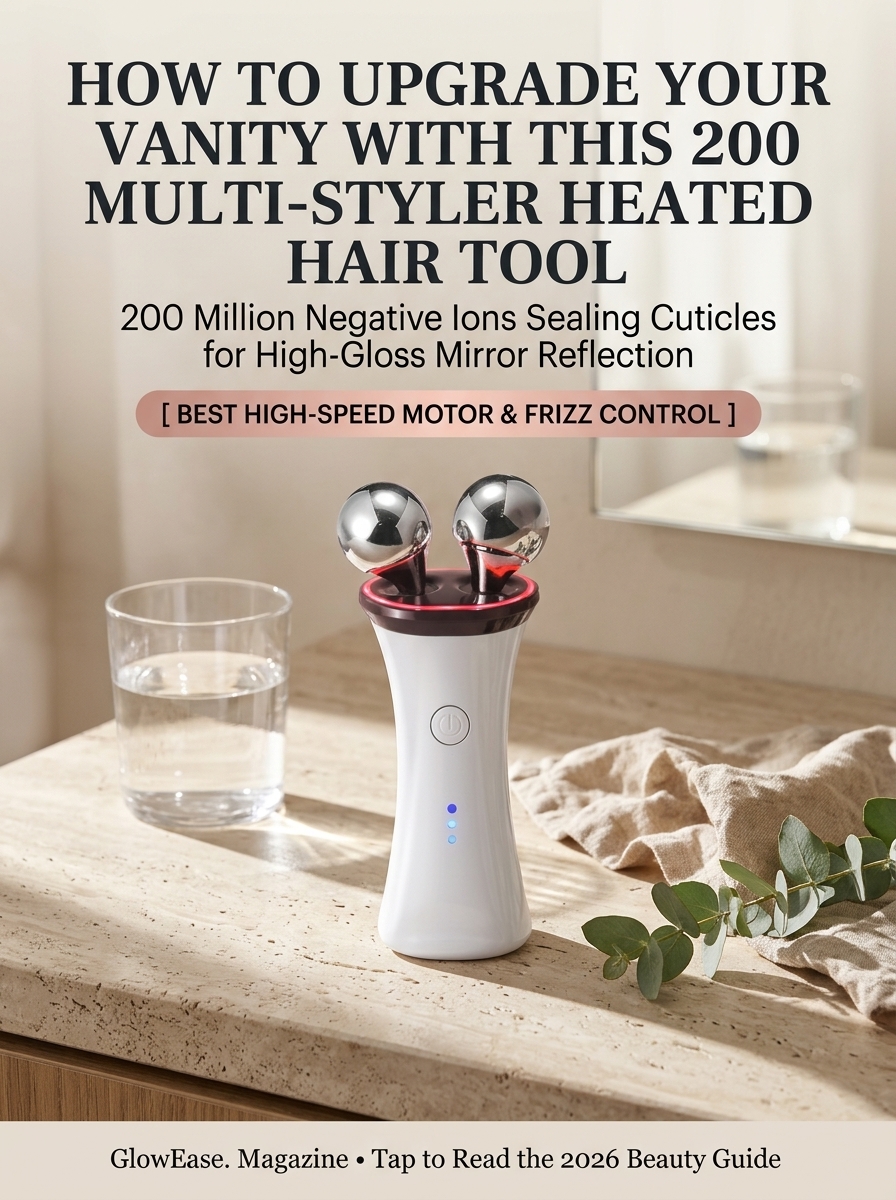 HOW TO UPGRADE YOUR
VANITY WITH THIS 200
MULTI-STYLER HEATED
HAIR TOOL
200 Million Negative Ions Sealing Cuticles
for High-Gloss Mirror Reflection
[ BEST HIGH-SPEED MOTOR & FRIZZ CONTROL ]
GlowEase. Magazine • Tap to Read the 2026 Beauty Guide